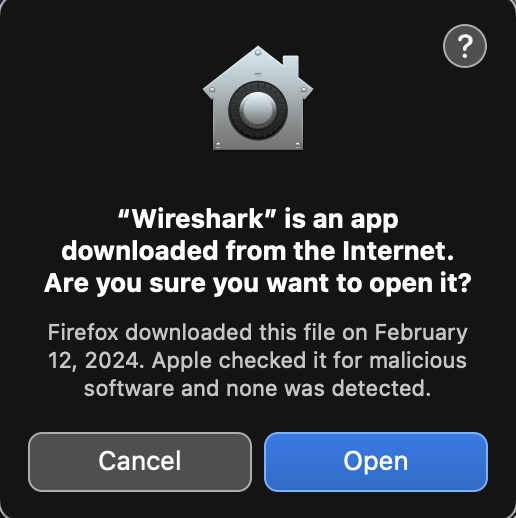 ?
“Wireshark” is an app
downloaded from the Internet.
Are you sure you want to open it?
Firefox downloaded this file on February
12, 2024. Apple checked it for malicious
software and none was detected.
Cancel
Open